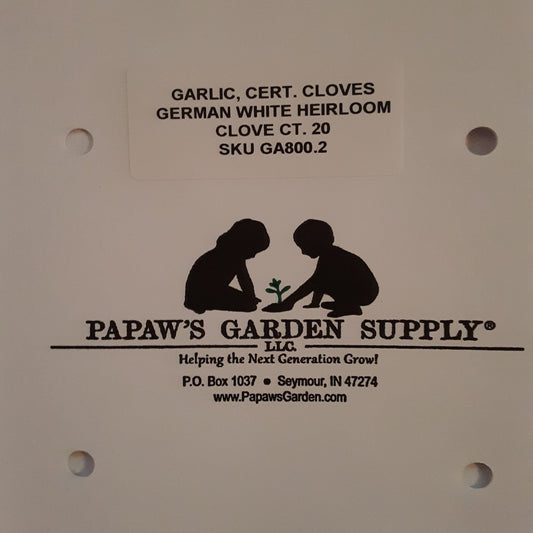 GARLIC, CERT. CLOVES
GERMAN WHITE HEIRLOOM
CLOVE CT. 20
SKU GA800.2
PAPAW'S GARDEN SUPPLY®
LLC.
Helping the Next Generation Grow!
P.O. Box 1037 • Seymour, IN 47274
www.PapawsGarden.com